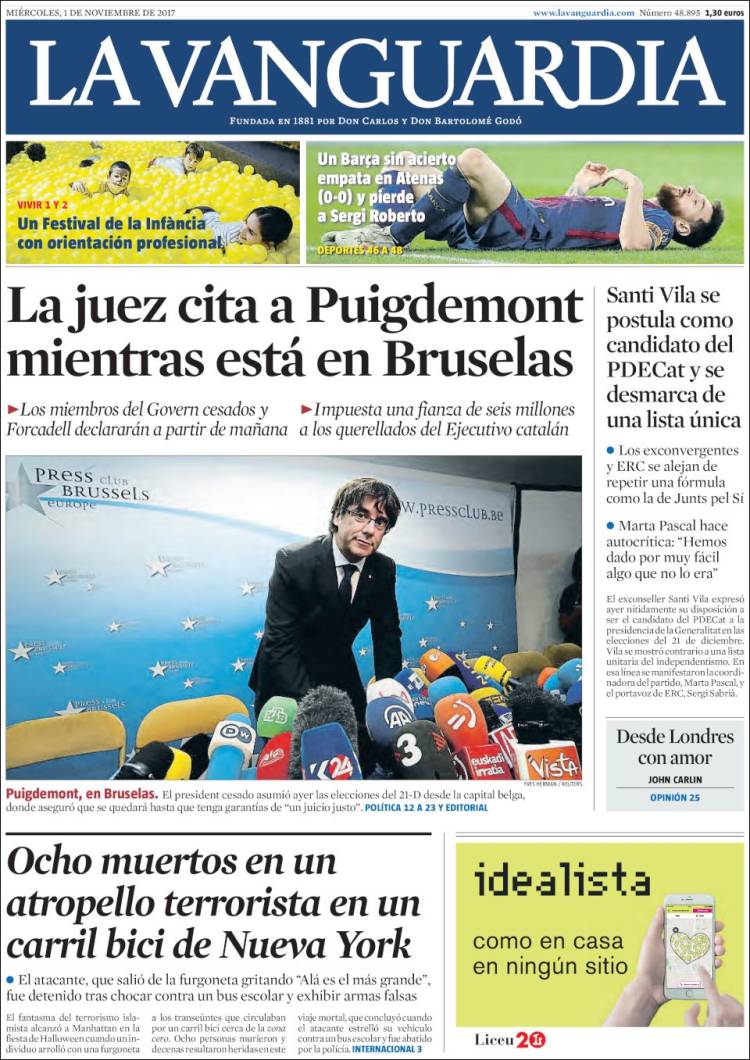 MIÉRCOLES, 1 DE NOVIEMBRE DE 2017
www.lavanguardia.com Número 48.895 1,30 euros
LA VANGUARDIA
FUNDADA EN 1881 POR DON CARLOS Y DON BARTOLOMÉ GODÓ
VIVIR 1 Y 2
Un Festival de la Infància
con orientación profesional
Un Barça sin acierto
empata en Atenas
(0-0) y pierde
a Sergi Roberto
DEPORTES 46 A 48
La juez cita a Puigdemont
mientras está en Bruselas
►Los miembros del Govern cesados y
Forcadell declararán a partir de mañana
►Impuesta una fianza de seis millones
a los querellados del Ejecutivo catalán
PRESS CLUB
BRUSSELS
EUROPE
WWW.PRESSCLUB.BE
PRESS CLUB
BRUSSELS
DW
K24
AAA
3
euskadi
irratia
Vista
YVES HERMAN / REUTERS
Puigdemont, en Bruselas. El president cesado asumió ayer las elecciones del 21-D desde la capital belga,
donde aseguró que se quedará hasta que tenga garantías de “un juicio justo”. POLÍTICA 12 A 23 Y EDITORIAL
Santi Vila se
postula como
candidato del
PDECat y se
desmarca de
una lista única
• Los exconvergentes
y ERC se alejan de
repetir una fórmula
como la de Junts pel Sí
• Marta Pascal hace
autocrítica: “Hemos
dado por muy fácil
algo que no lo era”
El exconseller Santi Vila expresó
ayer nítidamente su disposición a
ser el candidato del PDECat a la
presidencia de la Generalitat en las
elecciones del 21 de diciembre.
Vila se mostró contrario a una lista
unitaria del independentismo. En
esa línea se manifestaron la coordi-
nadora del partido, Marta Pascal, y
el portavoz de ERC, Sergi Sabrià.
Desde Londres
con amor
JOHN CARLIN
OPINIÓN 25
Ocho muertos en un
atropello terrorista en un
carril bici de Nueva York
• El atacante, que salió de la furgoneta gritando “Alá es el más grande”,
fue detenido tras chocar contra un bus escolar y exhibir armas falsas
El fantasma del terrorismo isla-
mista alcanzó a Manhattan en la
fiesta de Halloween cuando un in-
dividuo arrolló con una furgoneta
a los transeúntes que circulaban
por un carril bici cerca de la zona
cero. Ocho personas murieron y
decenas resultaron heridas en este
viaje mortal, que concluyó cuando
el atacante estrelló su vehículo
contra un bus escolar y fue abatido
por la policía. INTERNACIONAL 3
idealista
como en casa
en ningún sitio
Liceu